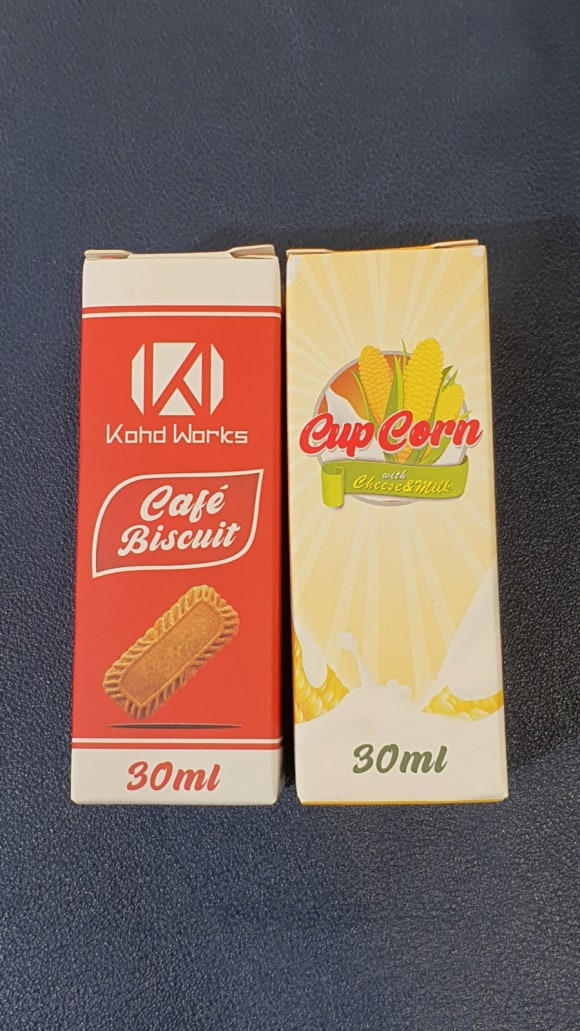 Kohd Works
Café
Biscuit
30ml
Cup Corn
with
Cheese&Milk
30ml